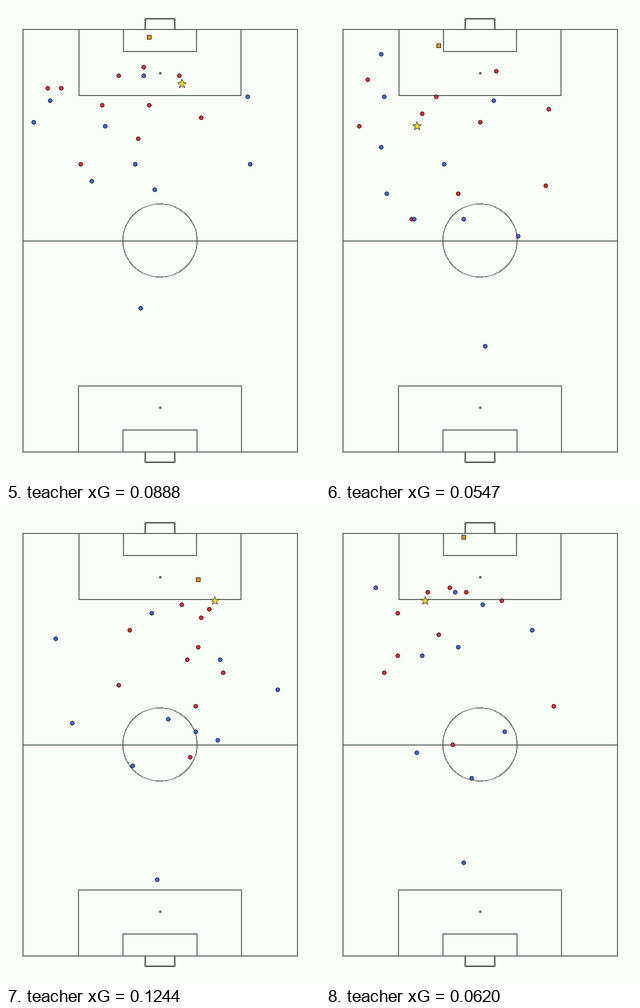 5. teacher xG = 0.0888
6. teacher xG = 0.0547
7. teacher xG = 0.1244
8. teacher xG = 0.0620